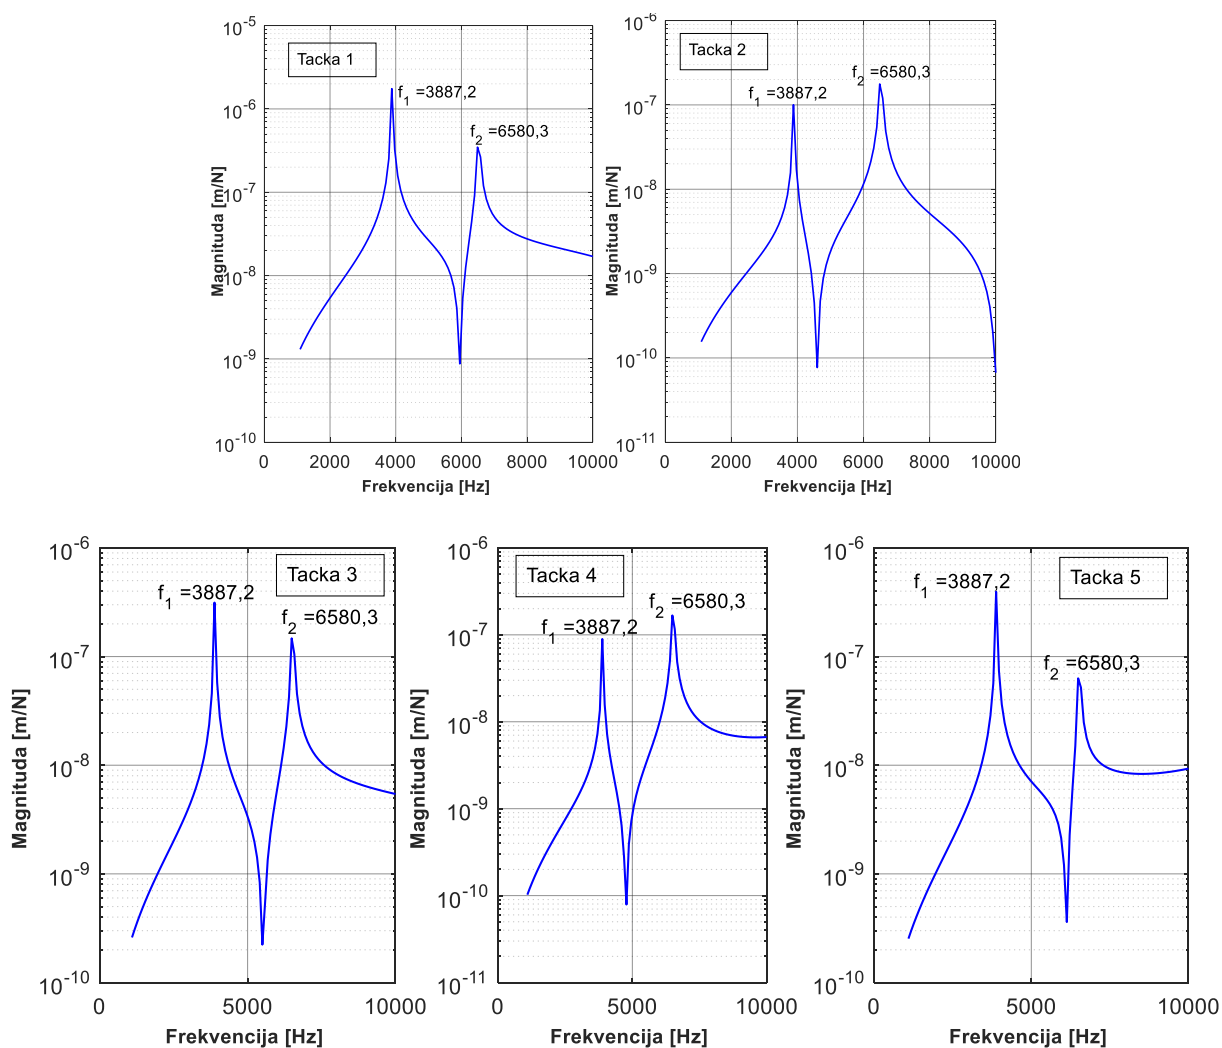 10-5
Tacka 1
f1 =3887,2
10-6
f2 =6580,3
10-7
10-8
10-9
10-10
Magnituda [m/N]
0 2000 4000 6000 8000 10000
Frekvencija [Hz]
10-6
Tacka 2
f2 =6580,3
f1 =3887,2
10-7
10-8
10-9
10-10
10-11
Magnituda [m/N]
0 2000 4000 6000 8000 10000
Frekvencija [Hz]
10-6
Tacka 3
f1 =3887,2
f2 =6580,3
10-7
10-8
10-9
10-10
Magnituda [m/N]
0 5000 10000
Frekvencija [Hz]
10-6
Tacka 4
f2 =6580,3
f1 =3887,2
10-7
10-8
10-9
10-10
10-11
Magnituda [m/N]
0 5000 10000
Frekvencija [Hz]
10-6
Tacka 5
f1 =3887,2
f2 =6580,3
10-7
10-8
10-9
10-10
Magnituda [m/N]
0 5000 10000
Frekvencija [Hz]